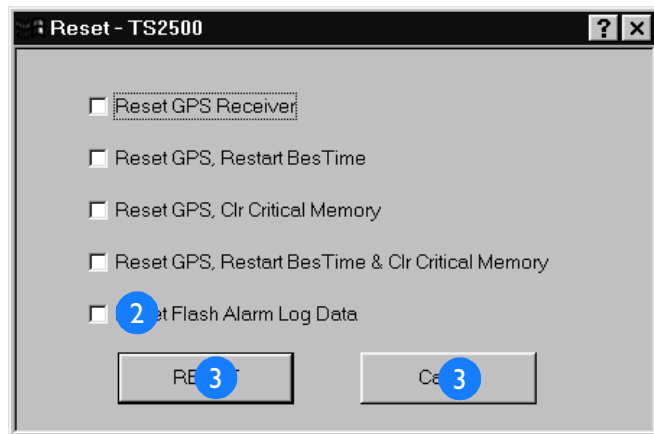 Reset - TS2500
Reset GPS Receiver
Reset GPS, Restart BesTime
Reset GPS, Clr Critical Memory
Reset GPS, Restart BesTime & Clr Critical Memory
2 Flash Alarm Log Data
3
3